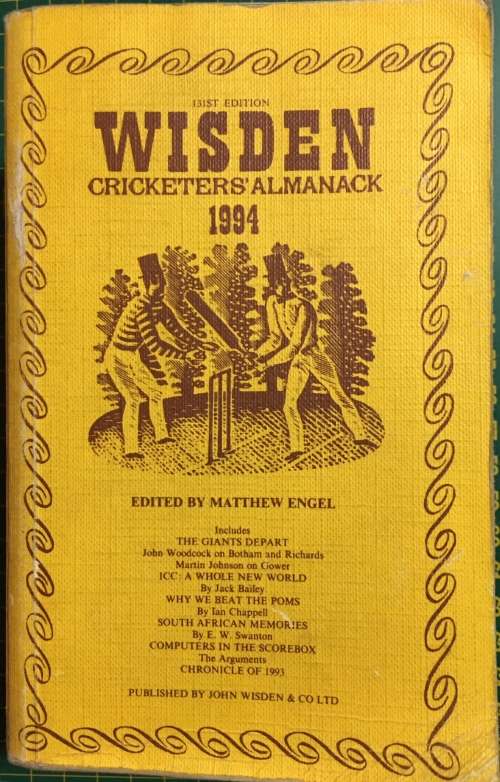 131ST EDITION
WISDEN
CRICKETERS' ALMANACK
1994
EDITED BY MATTHEW ENGEL
Includes
THE GIANTS DEPART
John Woodcock on Botham and Richards
Martin Johnson on Gower
ICC: A WHOLE NEW WORLD
By Jack Bailey
WHY WE BEAT THE POMS
By Ian Chappell
SOUTH AFRICAN MEMORIES
By E. W. Swanton
COMPUTERS IN THE SCOREBOX
The Arguments
CHRONICLE OF 1993
PUBLISHED BY JOHN WISDEN & CO LTD